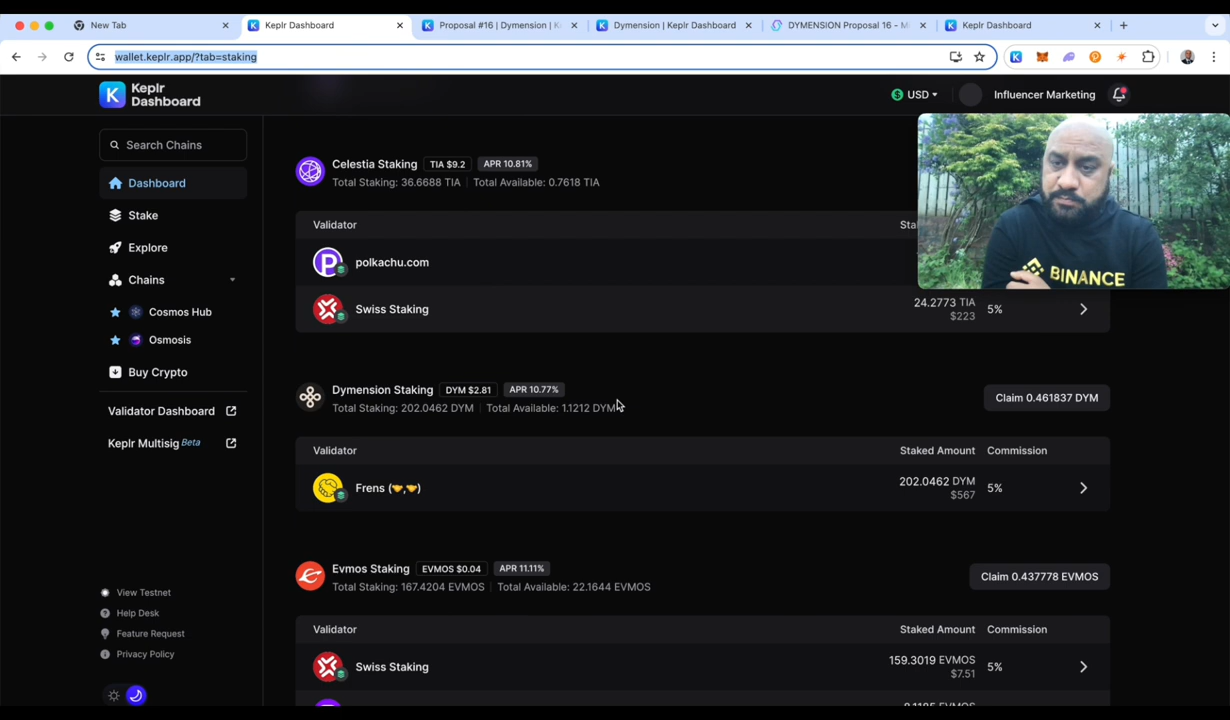 New Tab
Keplr Dashboard
Proposal #16 | Dymension | K
Dymension | Keplr Dashboard
DYMENSION Proposal 16 - M
Keplr Dashboard
wallet.keplr.app/?tab=staking
K
Keplr
Dashboard
USD
Influencer Marketing
Search Chains
Dashboard
Stake
Explore
Chains
Cosmos Hub
Osmosis
Buy Crypto
Validator Dashboard
Keplr Multisig Beta
View Testnet
Help Desk
Feature Request
Privacy Policy
Celestia Staking TIA $9.2 APR 10.81%
Total Staking: 36.6688 TIA | Total Available: 0.7618 TIA
Validator Sta
polkachu.com
Swiss Staking 24.2773 TIA 5%
$223
BINANCE
Dymension Staking DYM $2.81 APR 10.77%
Total Staking: 202.0462 DYM | Total Available: 1.1212 DYM
Claim 0.461837 DYM
Validator Staked Amount Commission
Frens (🤝,🤝) 202.0462 DYM 5%
$567
Evmos Staking EVMOS $0.04 APR 11.11%
Total Staking: 167.4204 EVMOS | Total Available: 22.1644 EVMOS
Claim 0.437778 EVMOS
Validator Staked Amount Commission
Swiss Staking 159.3019 EVMOS 5%
$7.51